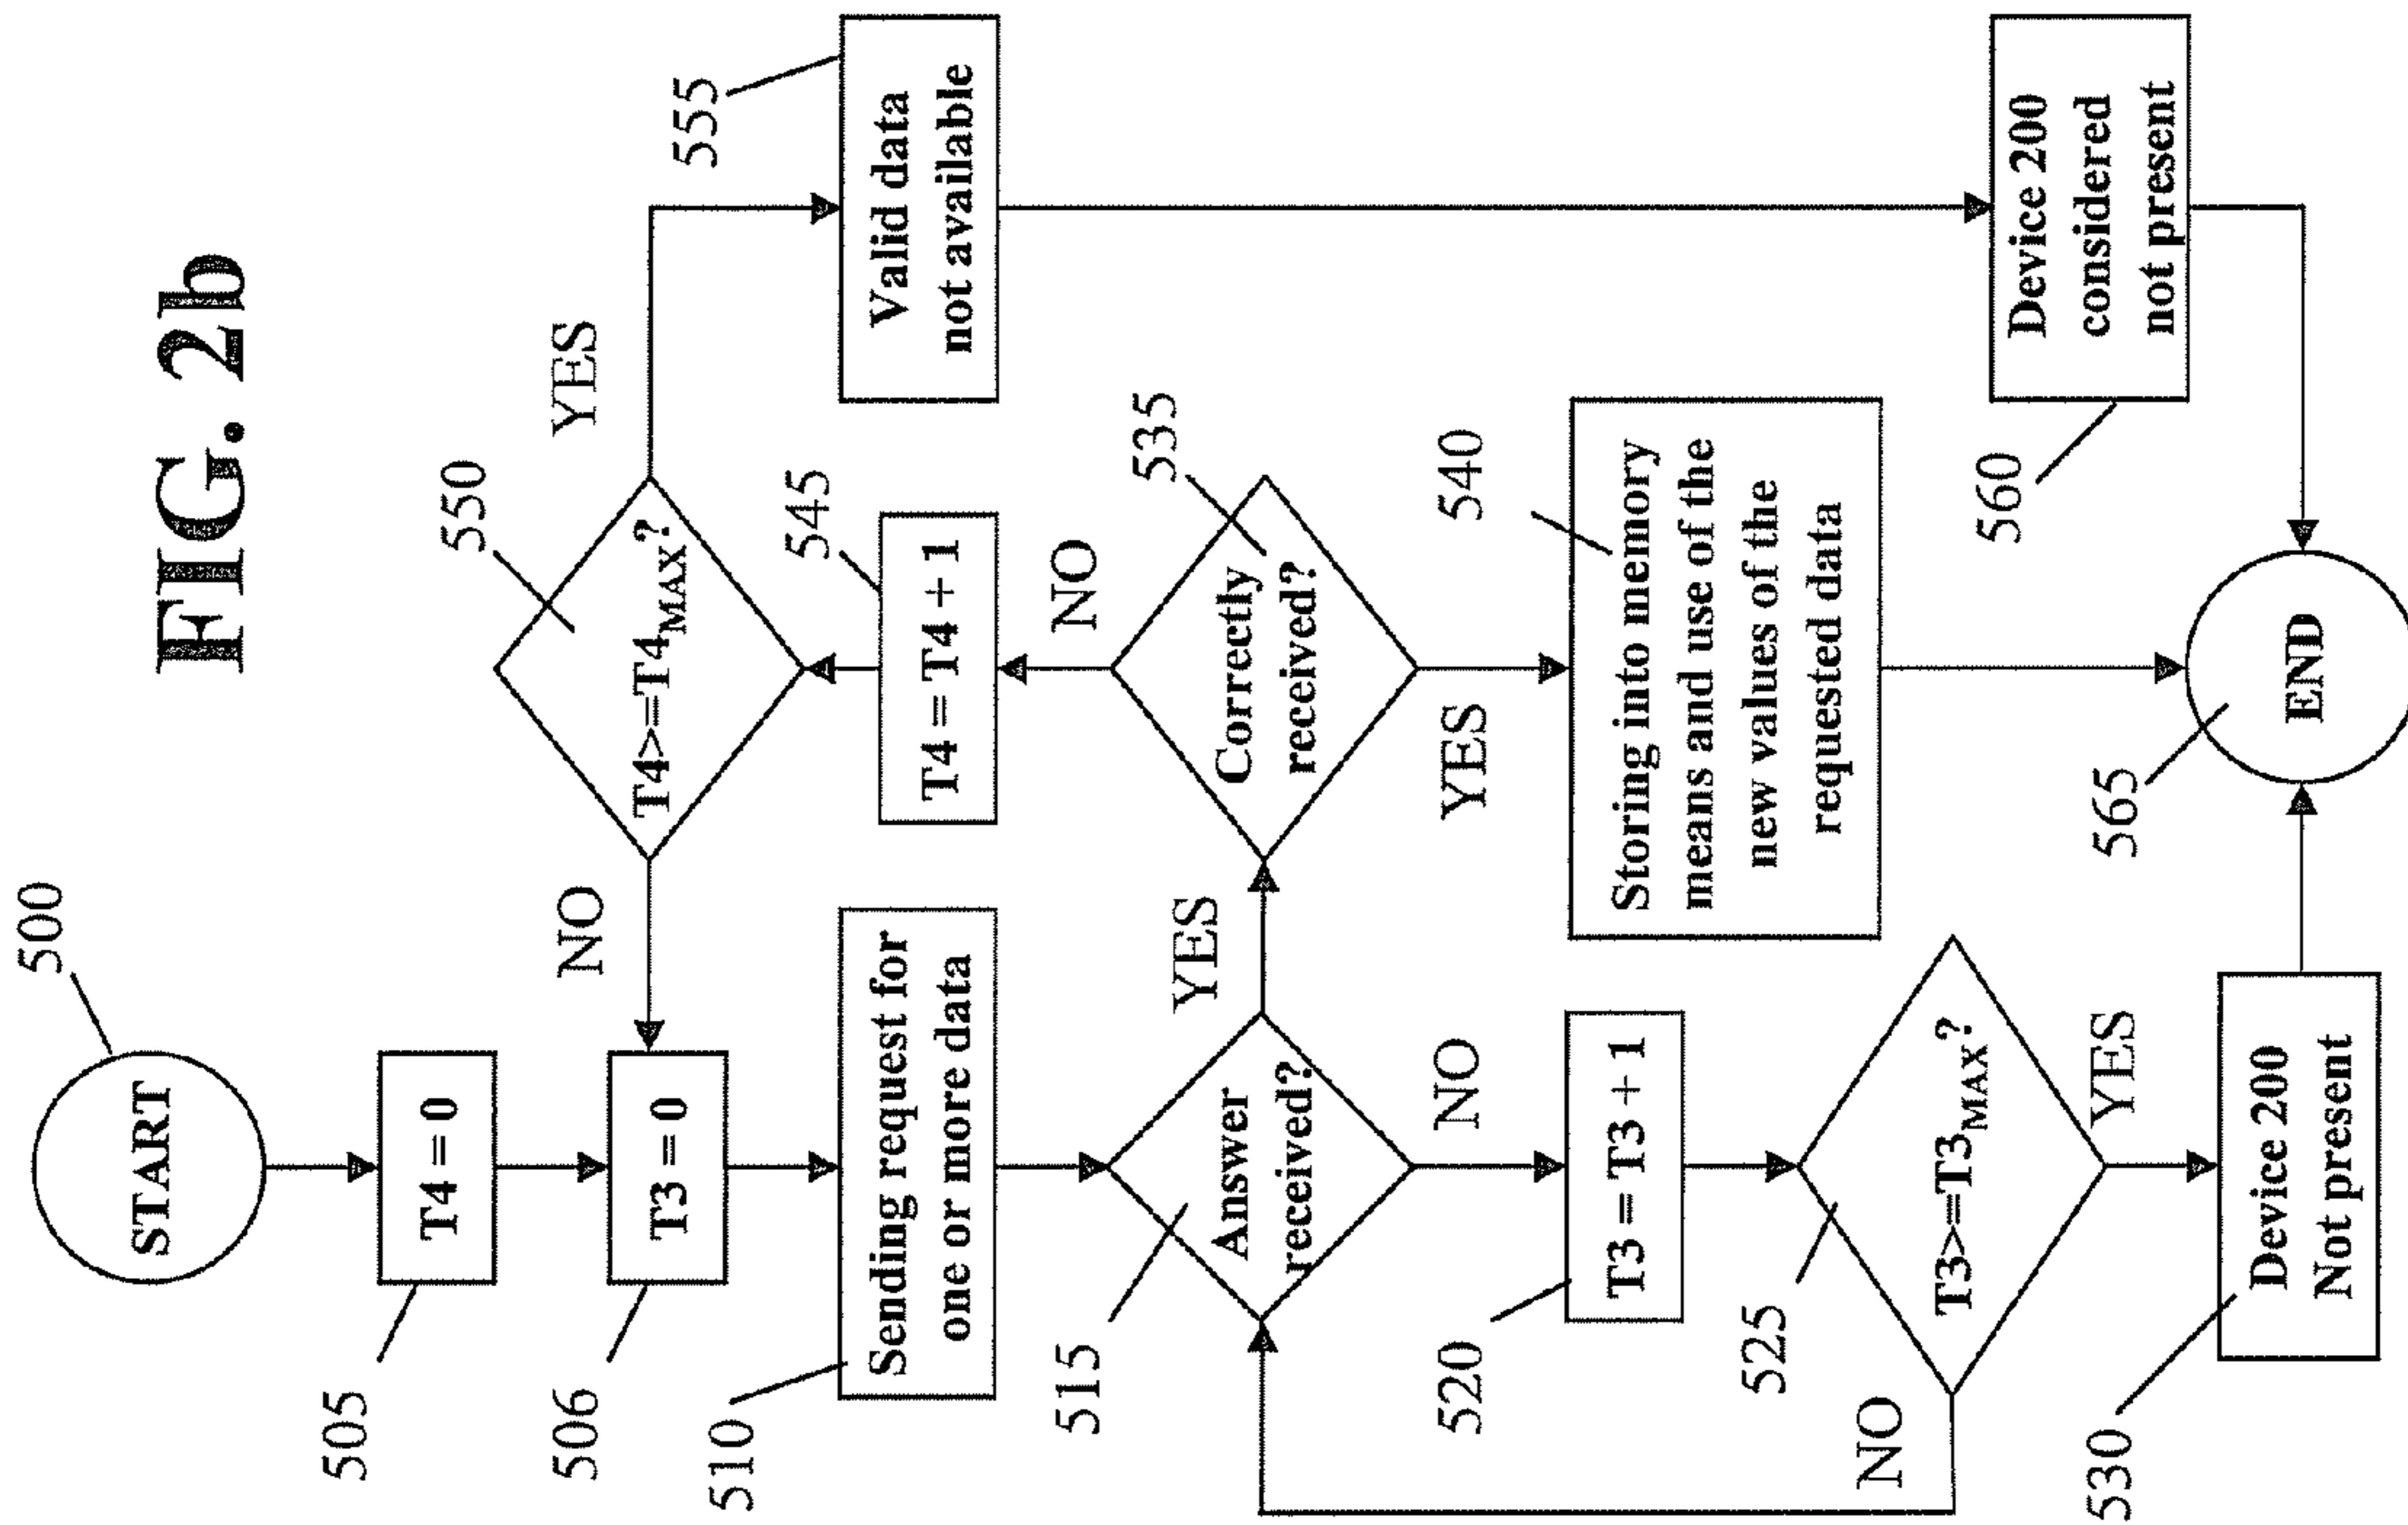 FIG. 2b
500
START
505
T4 = 0
506
T3 = 0
510
Sending request for
one or more data
515
Answer
received?
YES
NO
520
T3 = T3 + 1
525
T3>=T3MAX?
NO
YES
530
Device 200
Not present
535
Correctly
received?
NO
YES
540
Storing into memory
means and use of the
new values of the
requested data
545
T4 = T4 + 1
550
T4>=T4MAX?
NO
YES
555
Valid data
not available
560
Device 200
considered
not present
565
END